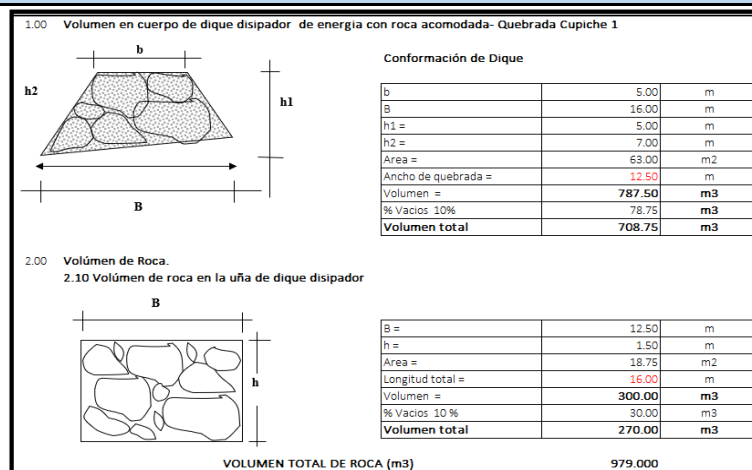 1.00 Volumen en cuerpo de dique disipador de energia con roca acomodada- Quebrada Cupiche 1
b
h2
h1
B
Conformación de Dique
b 5.00 m
B 16.00 m
h1 = 5.00 m
h2 = 7.00 m
Area = 63.00 m2
Ancho de quebrada = 12.50 m
Volumen = 787.50 m3
% Vacios 10% 78.75 m3
Volumen total 708.75 m3
2.00 Volúmen de Roca.
2.10 Volúmen de roca en la uña de dique disipador
B
h
B = 12.50 m
h = 1.50 m
Area = 18.75 m2
Longitud total = 16.00 m
Volumen = 300.00 m3
% Vacios 10 % 30.00 m3
Volumen total 270.00 m3
VOLUMEN TOTAL DE ROCA (m3) 979.000